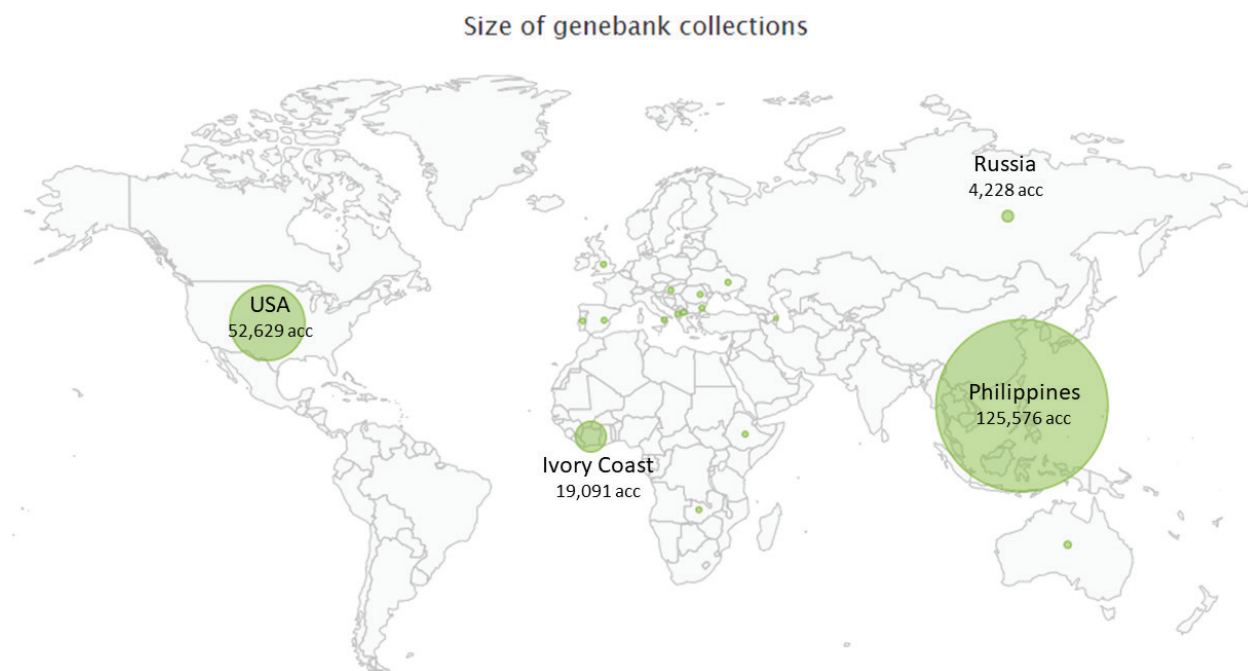 Size of genebank collections
Russia
4,228 acc
USA
52,629 acc
Philippines
125,576 acc
Ivory Coast
19,091 acc